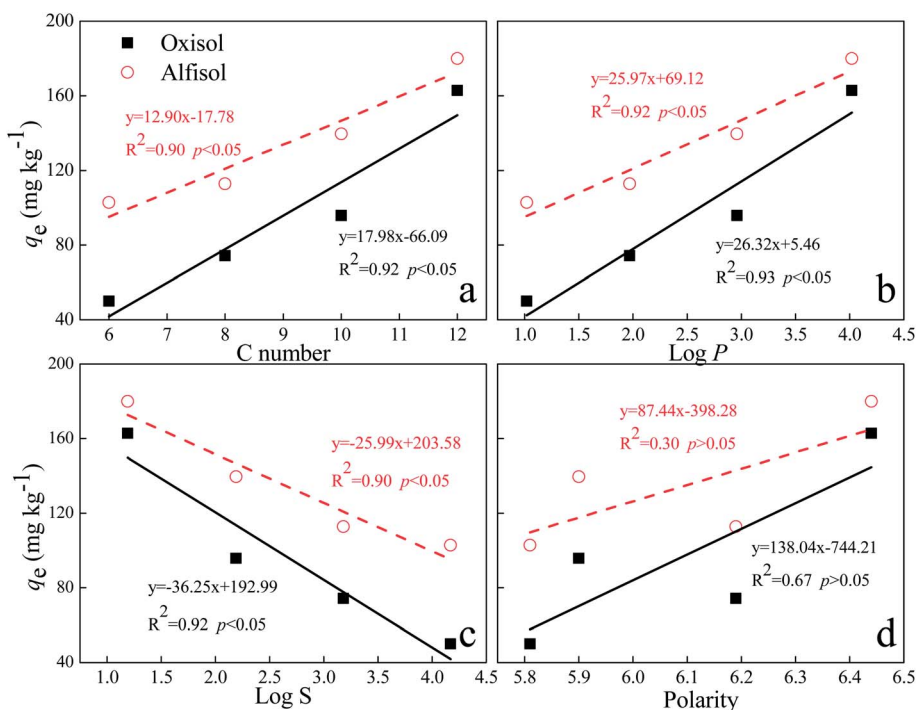 200
160
120
80
40
qe (mg kg-1)
Oxisol
Alfisol
y=12.90x-17.78
R2=0.90 p<0.05
y=17.98x-66.09
R2=0.92 p<0.05
a
6 7 8 9 10 11 12
C number
y=25.97x+69.12
R2=0.92 p<0.05
y=26.32x+5.46
R2=0.93 p<0.05
b
1.0 1.5 2.0 2.5 3.0 3.5 4.0 4.5
Log P
200
160
120
80
40
qe (mg kg-1)
y=-25.99x+203.58
R2=0.90 p<0.05
y=-36.25x+192.99
R2=0.92 p<0.05
c
1.0 1.5 2.0 2.5 3.0 3.5 4.0 4.5
Log S
y=87.44x-398.28
R2=0.30 p>0.05
y=138.04x-744.21
R2=0.67 p>0.05
d
5.8 5.9 6.0 6.1 6.2 6.3 6.4 6.5
Polarity